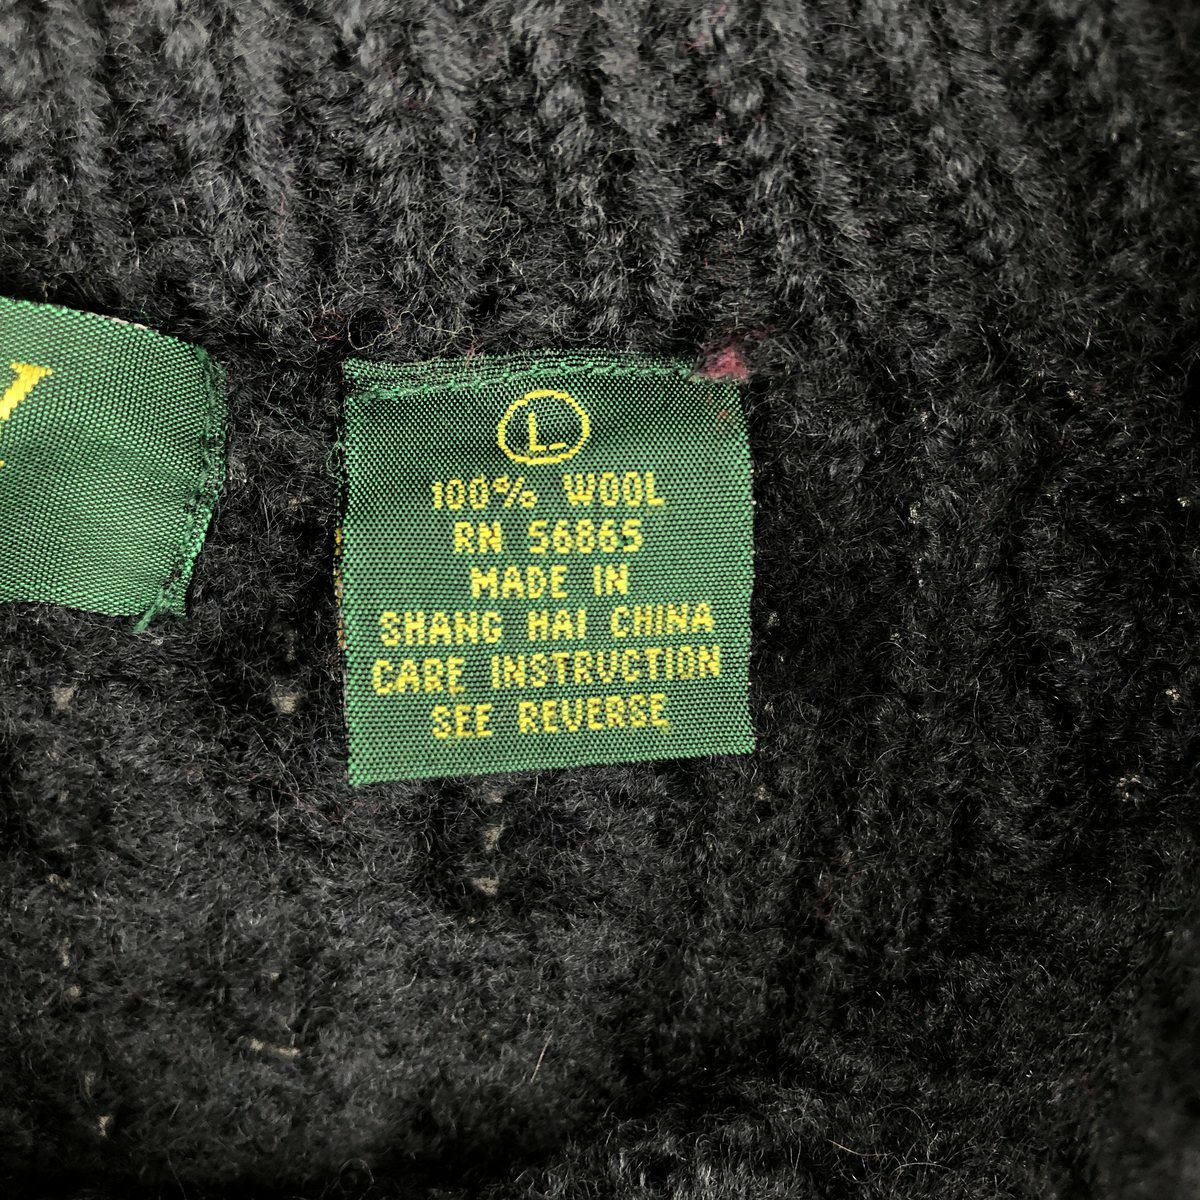 L
100% WOOL
RN 56865
MADE IN
SHANG HAI CHINA
CARE INSTRUCTION
SEE REVERSE